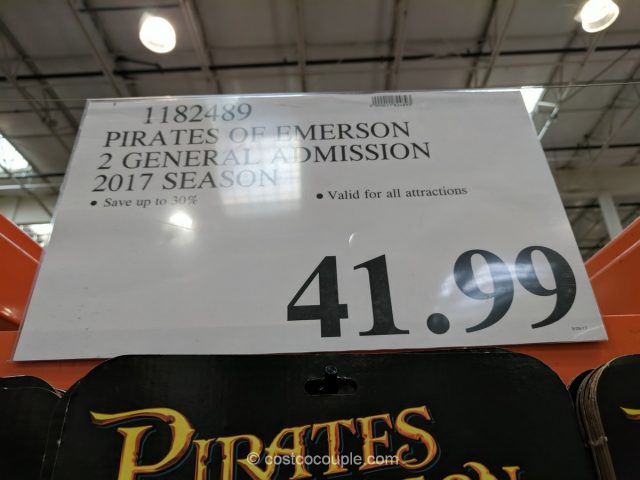 1182489
PIRATES OF EMERSON
2 GENERAL ADMISSION
2017 SEASON
• Save up to 30%
• Valid for all attractions
41.99
PIRATES
© costcocouple.com